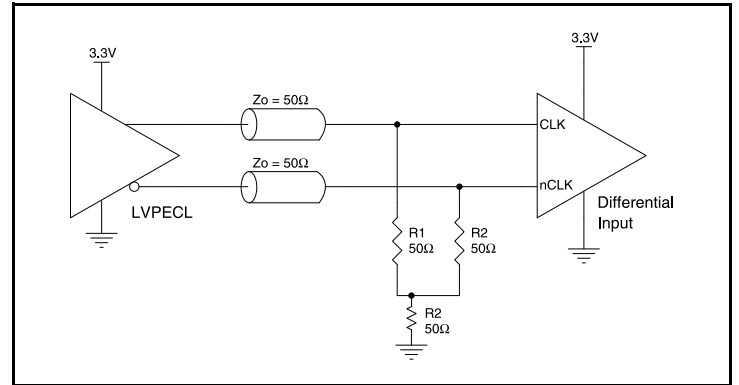 3.3V
3.3V
Zo = 50Ω
CLK
Zo = 50Ω
nCLK
LVPECL
Differential
Input
R1
50Ω
R2
50Ω
R2
50Ω